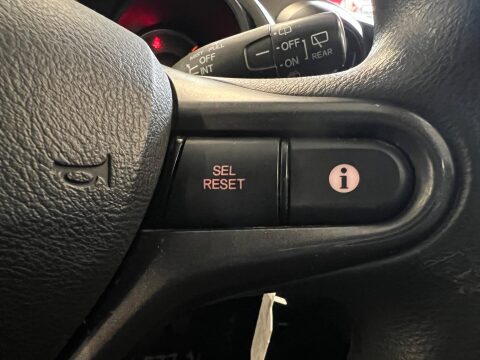 OFF
INT
OFF
ON
REAR
SEL
RESET
i